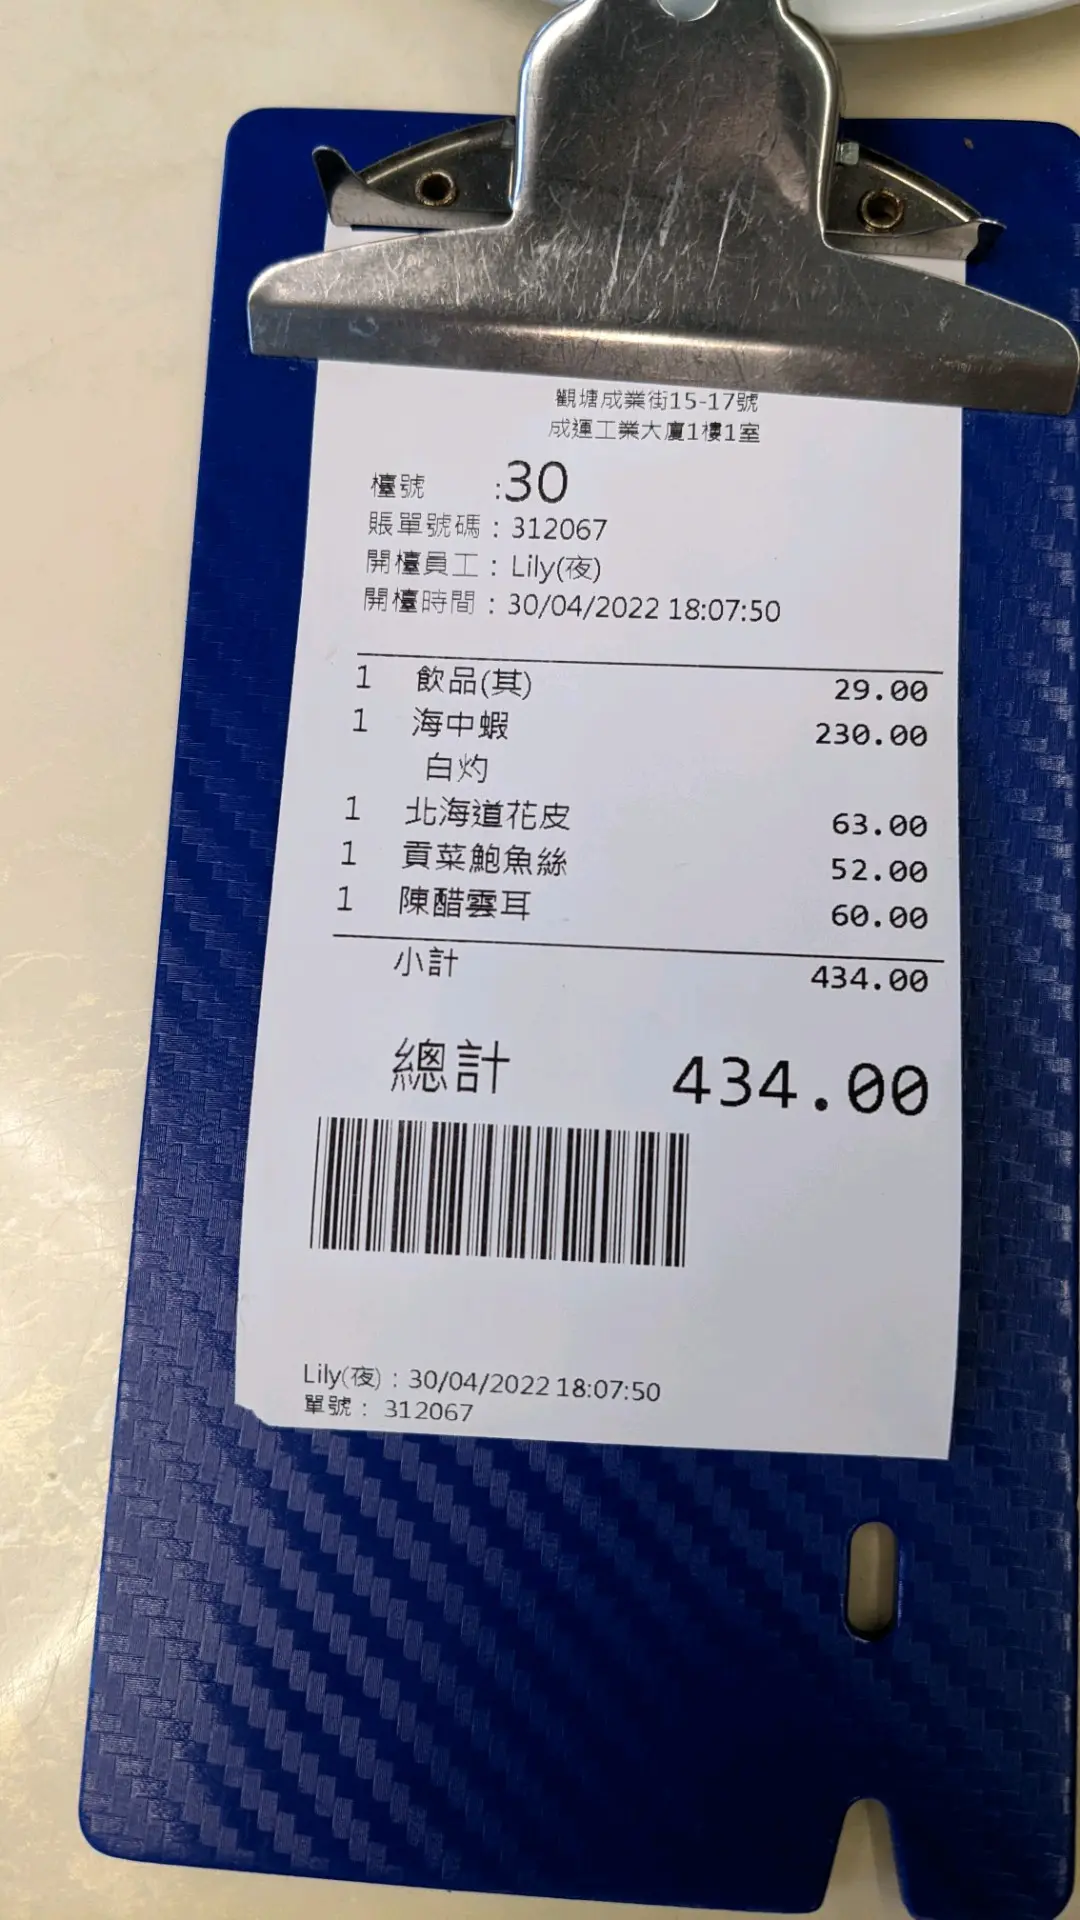 觀塘成業街15-17號
成運工業大廈1樓1室
檯號 :30
賬單號碼：312067
開檯員工：Lily(夜)
開檯時間：30/04/2022 18:07:50
1 飲品(其) 29.00
1 海中蝦 230.00
白灼
1 北海道花皮 63.00
1 貢菜鮑魚絲 52.00
1 陳醋雲耳 60.00
小計 434.00
總計 434.00
Lily(夜)：30/04/2022 18:07:50
單號：312067